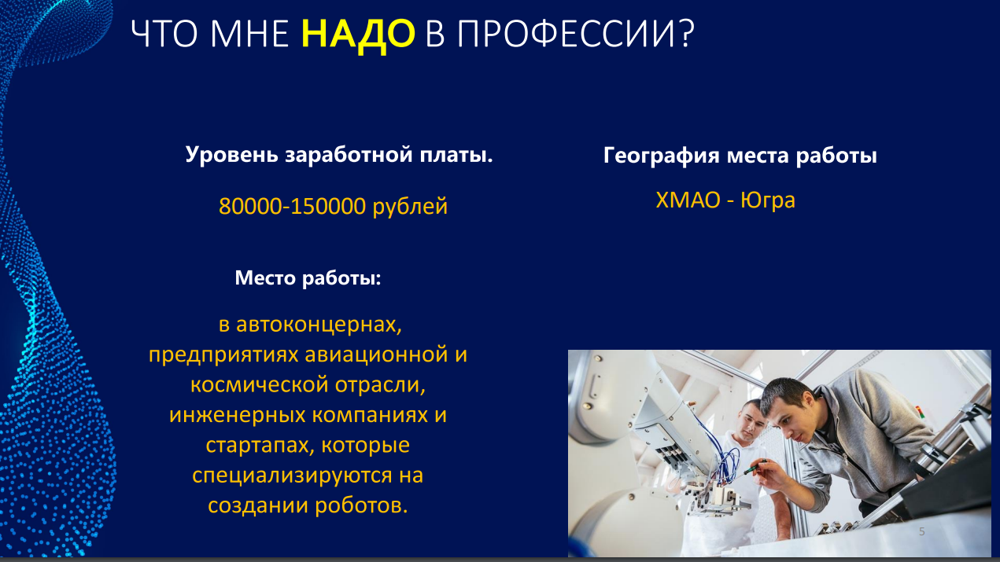 ЧТО МНЕ НАДО В ПРОФЕССИИ?
Уровень заработной платы.
80000-150000 рублей
География места работы
ХМАО - Югра
Место работы:
в автоконцернах,
предприятиях авиационной и
космической отрасли,
инженерных компаниях и
стартапах, которые
специализируются на
создании роботов.
5